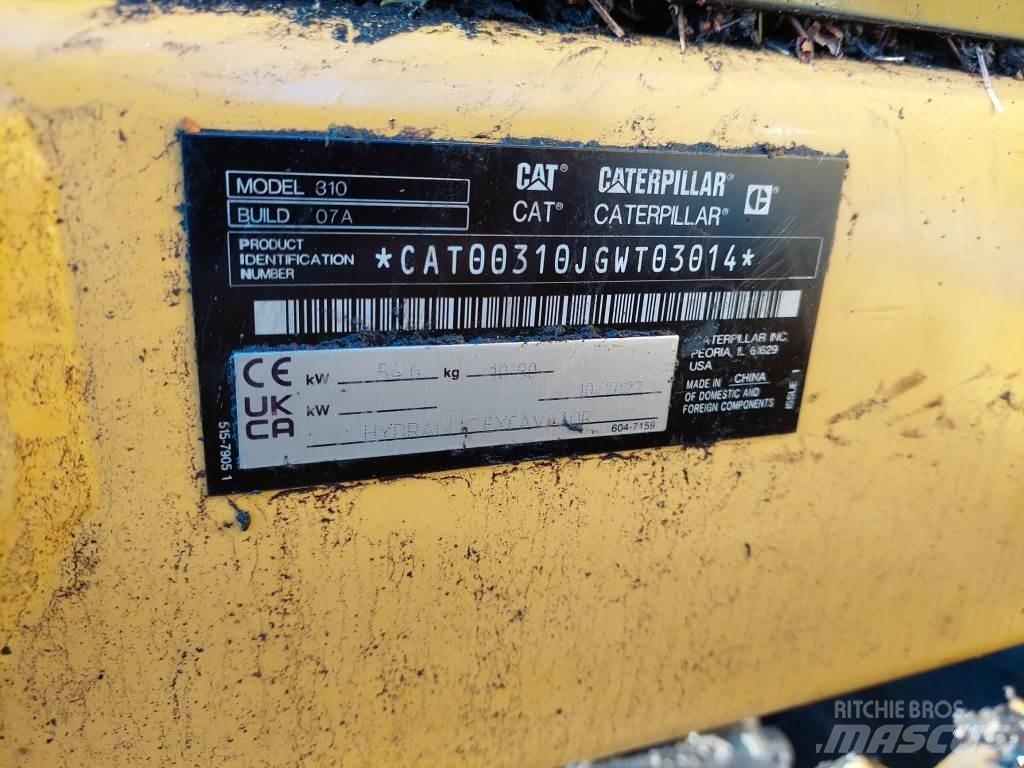 MODEL 310
BUILD 07A
CAT® CATERPILLAR®
CAT® CATERPILLAR®
PRODUCT
IDENTIFICATION
NUMBER
*CAT00310JGWT03014*
CATERPILLAR INC.
PEORIA, IL 61629
USA
MADE IN CHINA
OF DOMESTIC AND
FOREIGN COMPONENTS
ISSUE 1
CE kW 54.6 kg 
UK kW 10/2022
CA HYDRAULIC EXCAVATOR 604-7159
515-7905 1
RITCHIE BROS.
MASCUS